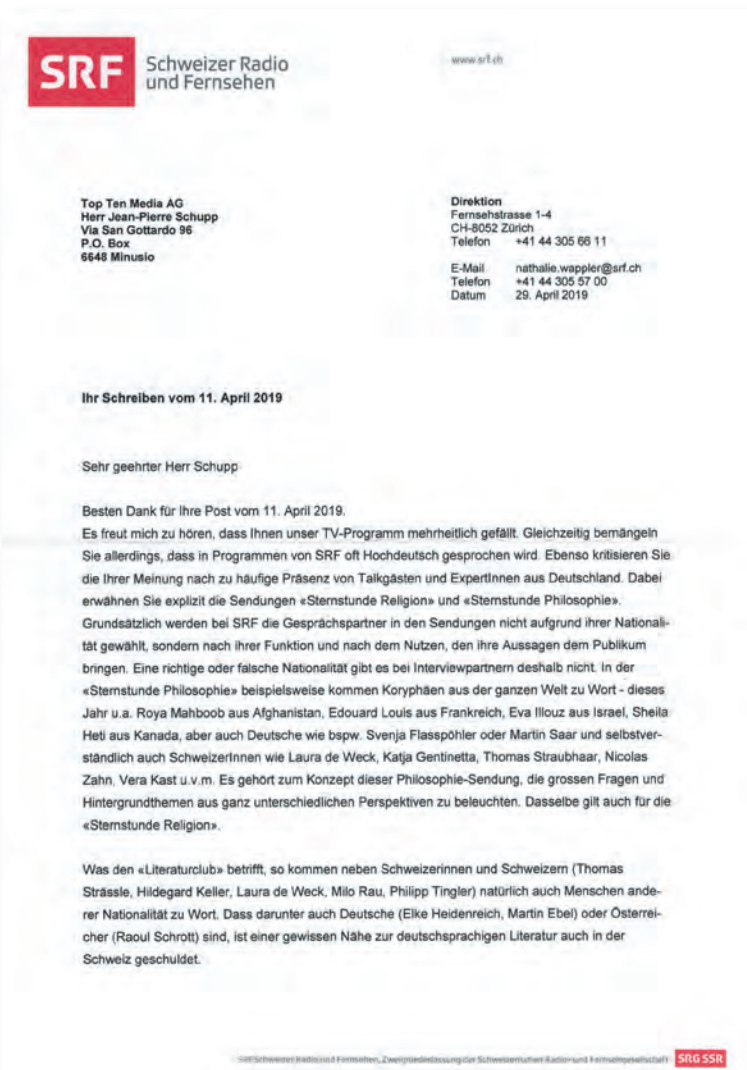 SRF Schweizer Radio
und Fernsehen
www.srf.ch
Top Ten Media AG
Herr Jean-Pierre Schupp
Via San Gottardo 96
P.O. Box
6648 Minusio
Direktion
Fernsehstrasse 1-4
CH-8052 Zürich
Telefon +41 44 305 66 11
E-Mail nathalie.wappler@srf.ch
Telefon +41 44 305 57 00
Datum 29. April 2019
Ihr Schreiben vom 11. April 2019
Sehr geehrter Herr Schupp
Besten Dank für Ihre Post vom 11. April 2019.
Es freut mich zu hören, dass Ihnen unser TV-Programm mehrheitlich gefällt. Gleichzeitig bemängeln
Sie allerdings, dass in Programmen von SRF oft Hochdeutsch gesprochen wird. Ebenso kritisieren Sie
die Ihrer Meinung nach zu häufige Präsenz von Talkgästen und ExpertInnen aus Deutschland. Dabei
erwähnen Sie explizit die Sendungen «Sternstunde Religion» und «Sternstunde Philosophie».
Grundsätzlich werden bei SRF die Gesprächspartner in den Sendungen nicht aufgrund ihrer Nationali-
tät gewählt, sondern nach ihrer Funktion und nach dem Nutzen, den ihre Aussagen dem Publikum
bringen. Eine richtige oder falsche Nationalität gibt es bei Interviewpartnern deshalb nicht. In der
«Sternstunde Philosophie» beispielsweise kommen Koryphäen aus der ganzen Welt zu Wort - dieses
Jahr u.a. Roya Mahboob aus Afghanistan, Edouard Louis aus Frankreich, Eva Illouz aus Israel, Sheila
Heti aus Kanada, aber auch Deutsche wie bspw. Svenja Flasspöhler oder Martin Saar und selbstver-
ständlich auch SchweizerInnen wie Laura de Weck, Katja Gentinetta, Thomas Straubhaar, Nicolas
Zahn, Vera Kast u.v.m. Es gehört zum Konzept dieser Philosophie-Sendung, die grossen Fragen und
Hintergrundthemen aus ganz unterschiedlichen Perspektiven zu beleuchten. Dasselbe gilt auch für die
«Sternstunde Religion».
Was den «Literaturclub» betrifft, so kommen neben Schweizerinnen und Schweizern (Thomas
Strässle, Hildegard Keller, Laura de Weck, Milo Rau, Philipp Tingler) natürlich auch Menschen ande-
rer Nationalität zu Wort. Dass darunter auch Deutsche (Elke Heidenreich, Martin Ebel) oder Österrei-
cher (Raoul Schrott) sind, ist einer gewissen Nähe zur deutschsprachigen Literatur auch in der
Schweiz geschuldet.
SRF Schweizer Radio und Fernsehen, Zweigniederlassung der Schweizerischen Radio- und Fernsehgesellschaft SRG SSR